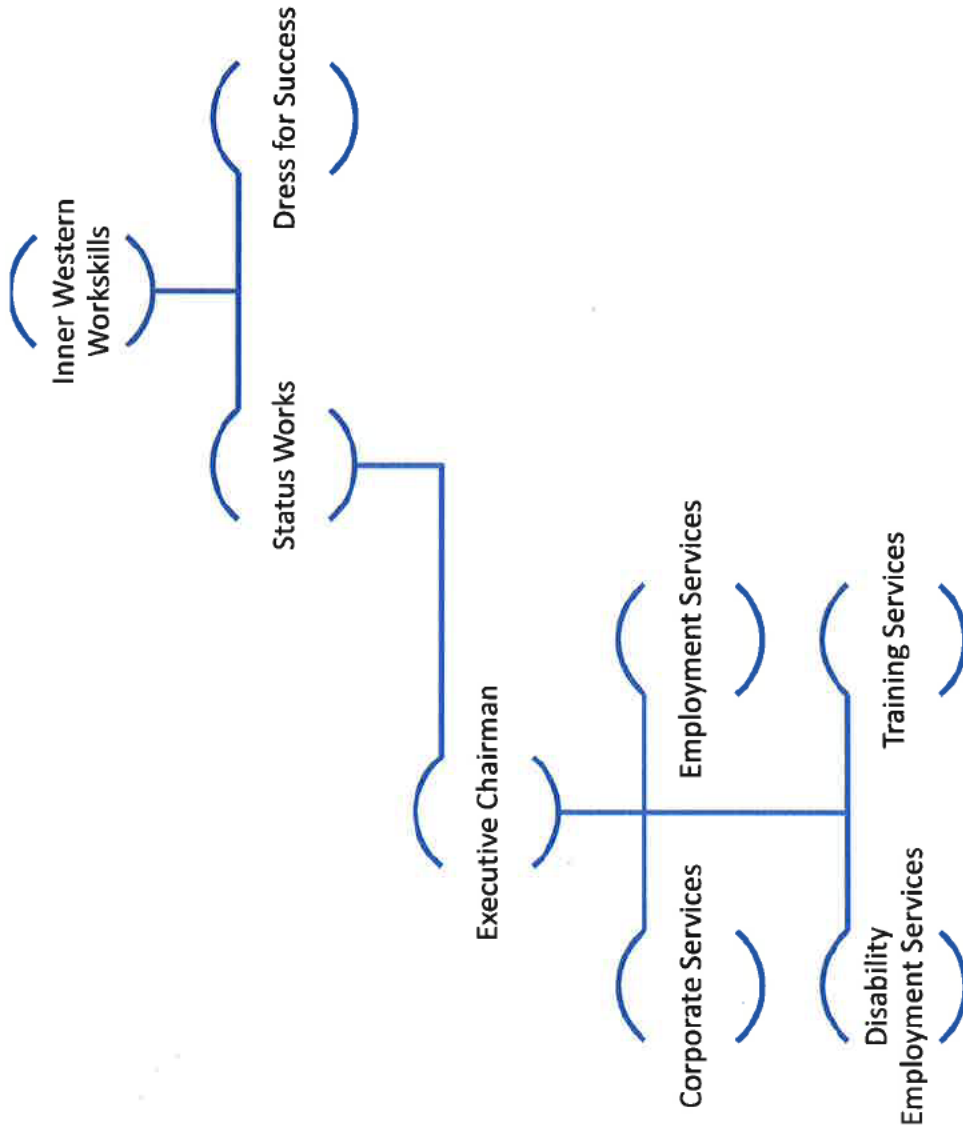 Inner Western
Workskills
Status Works
Dress for Success
Executive Chairman
Corporate Services
Employment Services
Disability
Employment Services
Training Services